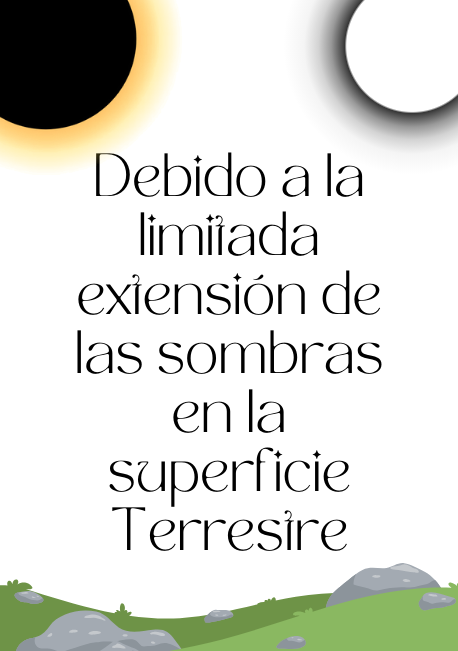 Debido a la
limitada
extensión de
las sombras
en la
superficie
Terrestre